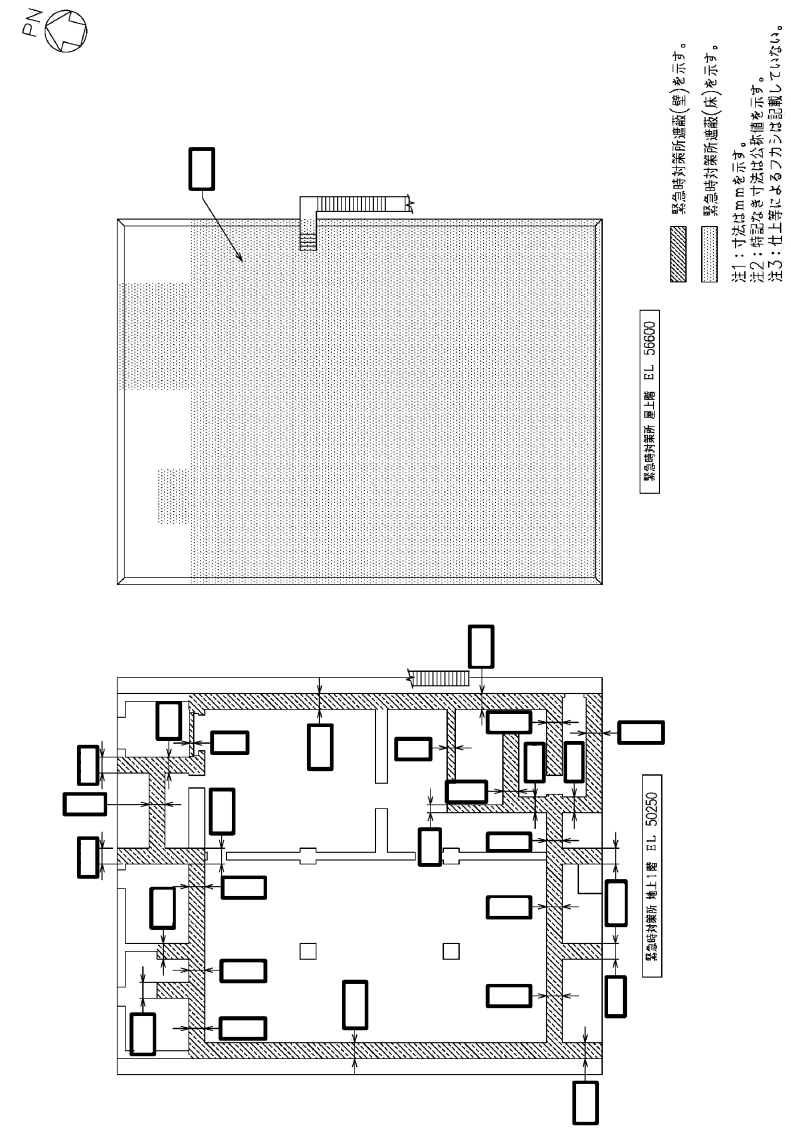 PN
緊急時対策所遮蔽(壁)を示す。
緊急時対策所遮蔽(床)を示す。
注1:寸法はmmを示す。
注2:特記なき寸法は公称値を示す。
注3:仕上等によるフカシは記載していない。
緊急時対策所 屋上階 EL 56600
緊急時対策所 地上1階 EL 50250